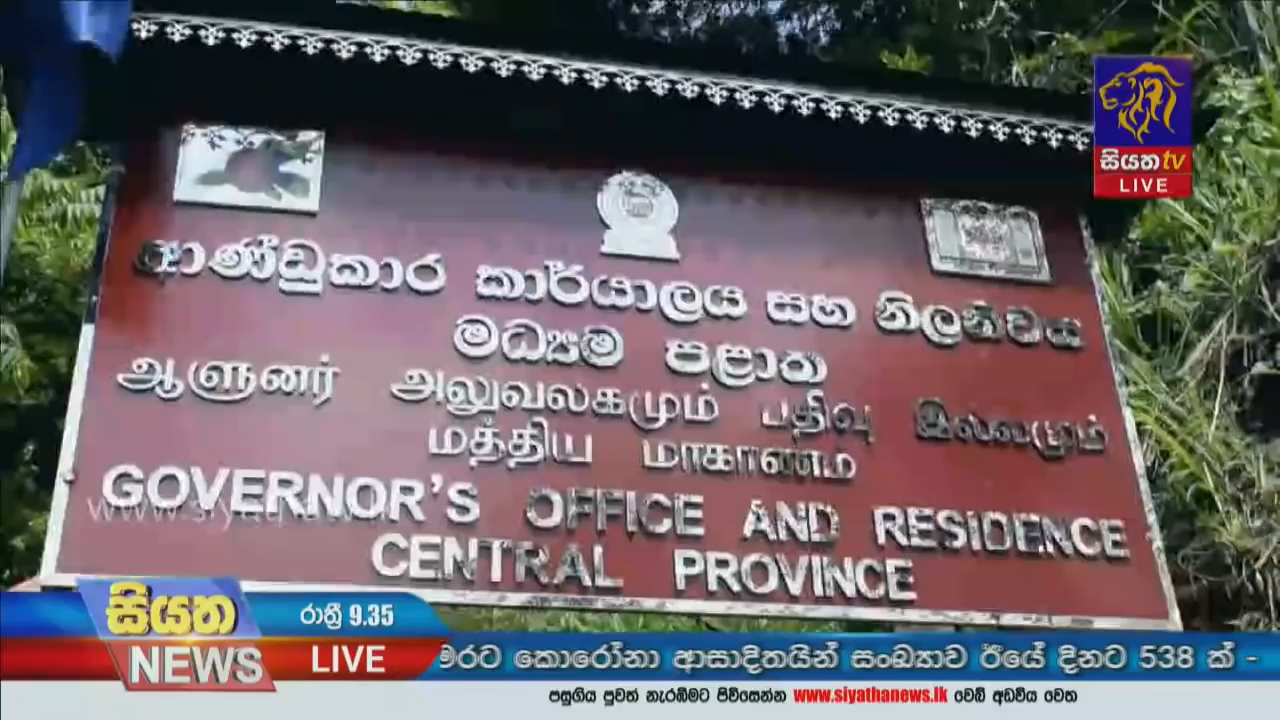 සියත tv
LIVE
ආණ්ඩුකාර කාර්යාලය සහ නිලනිවස
මධ්‍යම පළාත
ஆளுனர் அலுவலகமும் பதிவு இல்லமும்
மத்திய மாகாணம்
GOVERNOR'S OFFICE AND RESIDENCE
CENTRAL PROVINCE
සියත
NEWS
රාත්‍රී 9.35
LIVE
මරට කොරෝනා ආසාදිතයින් සංඛ්‍යාව ඊයේ දිනට 538 ක් -
පසුගිය පුවත් නැරඹීමට පිවිසෙන්න www.siyathanews.lk වෙබ් අඩවිය වෙත